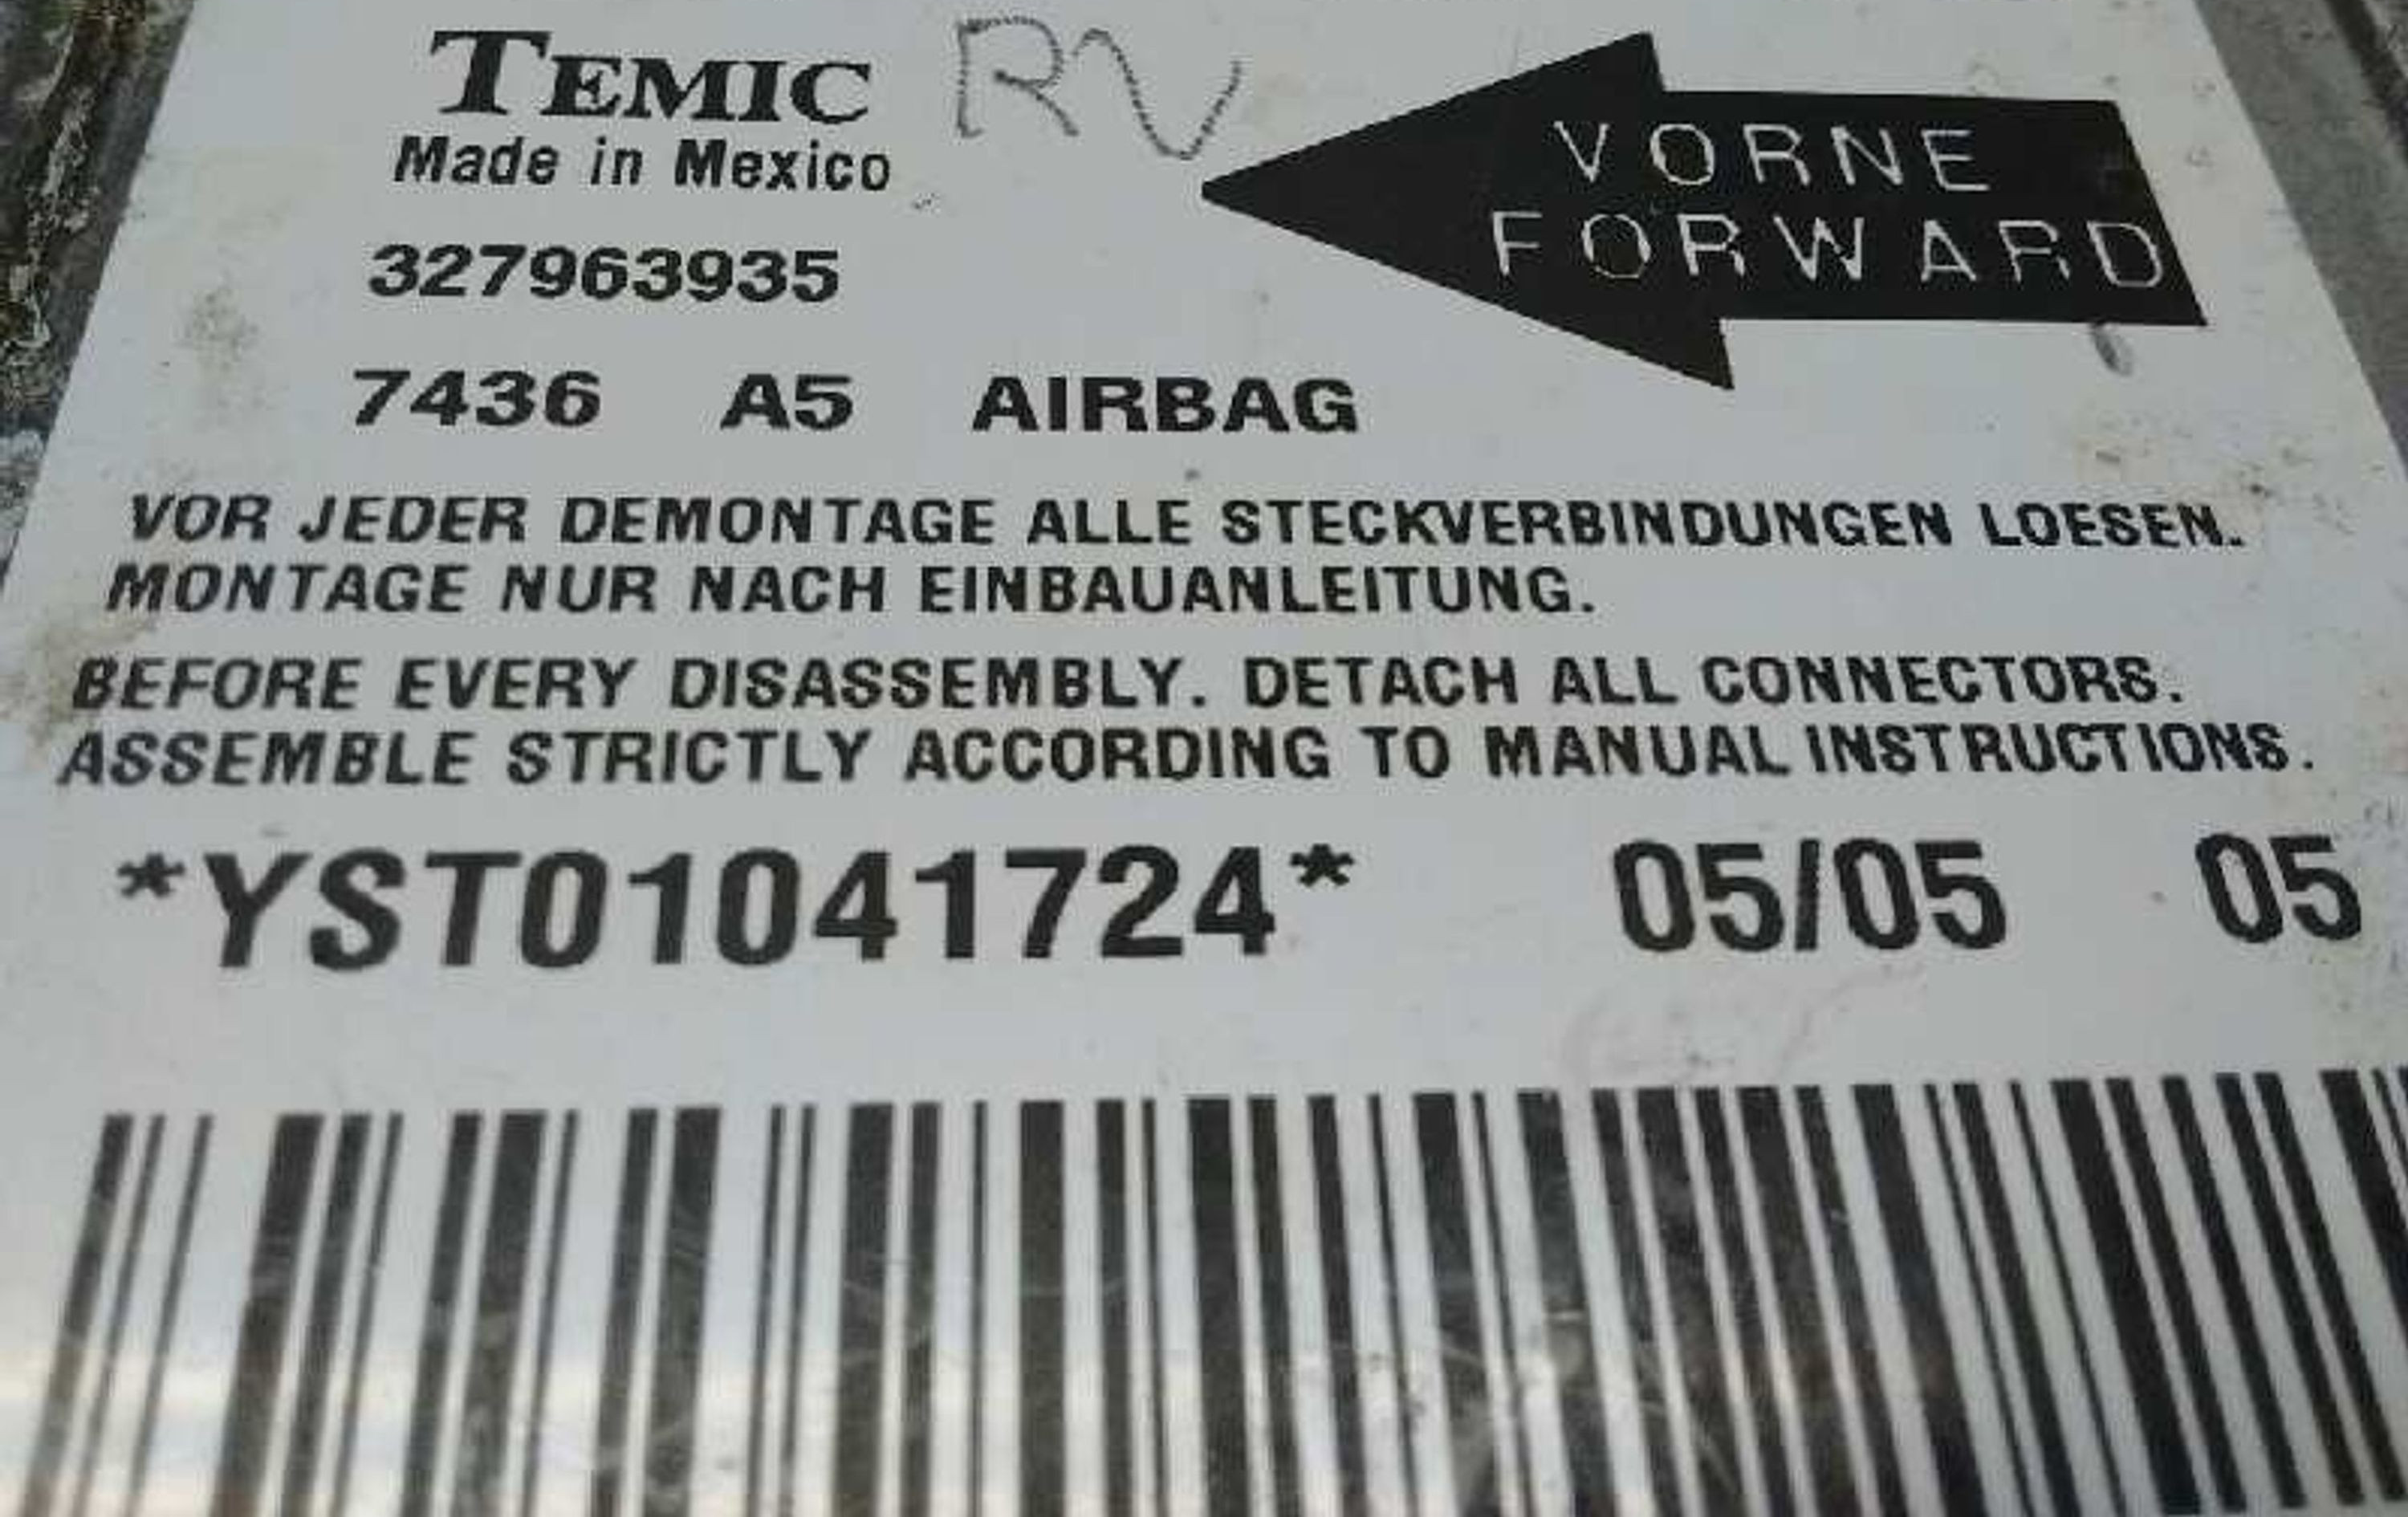 TEMIC RV
Made in Mexico
VORNE
FORWARD
327963935
7436 A5 AIRBAG
VOR JEDER DEMONTAGE ALLE STECKVERBINDUNGEN LOESEN.
MONTAGE NUR NACH EINBAUANLEITUNG.
BEFORE EVERY DISASSEMBLY. DETACH ALL CONNECTORS.
ASSEMBLE STRICTLY ACCORDING TO MANUAL INSTRUCTIONS.
*YST01041724* 05/05 05